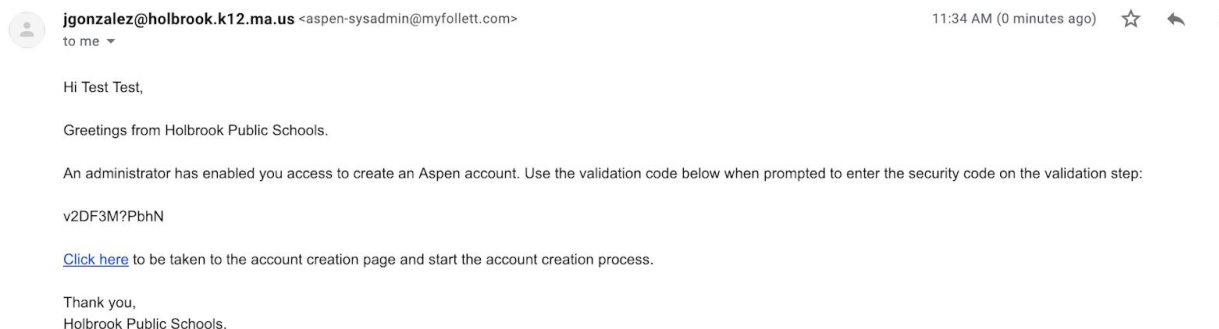 jgonzalez@holbrook.k12.ma.us <aspen-sysadmin@myfollett.com> 11:34 AM (0 minutes ago)
to me
Hi Test Test,
Greetings from Holbrook Public Schools.
An administrator has enabled you access to create an Aspen account. Use the validation code below when prompted to enter the security code on the validation step:
v2DF3M?PbhN
Click here to be taken to the account creation page and start the account creation process.
Thank you,
Holbrook Public Schools.